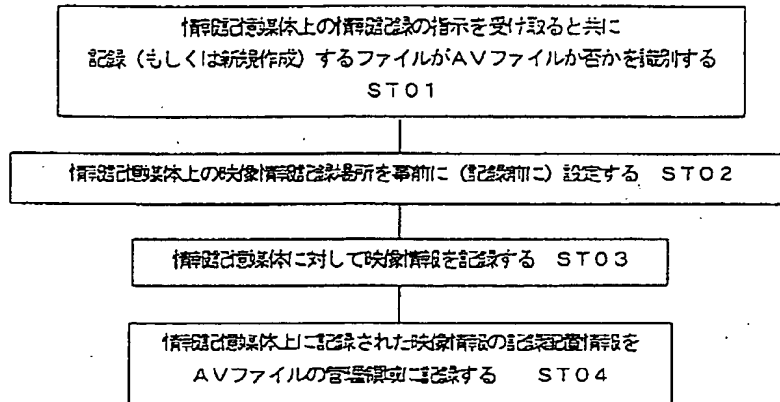 情報記憶媒体上の情報記録の指示を受け取ると共に
記録（もしくは新規作成）するファイルがAVファイルか否かを識別する
ST01
情報記憶媒体上の映像情報記録場所を事前に（記録前に）設定する ST02
情報記憶媒体に対して映像情報を記録する ST03
情報記憶媒体上に記録された映像情報の記録配置情報を
AVファイルの管理領域に記録する ST04